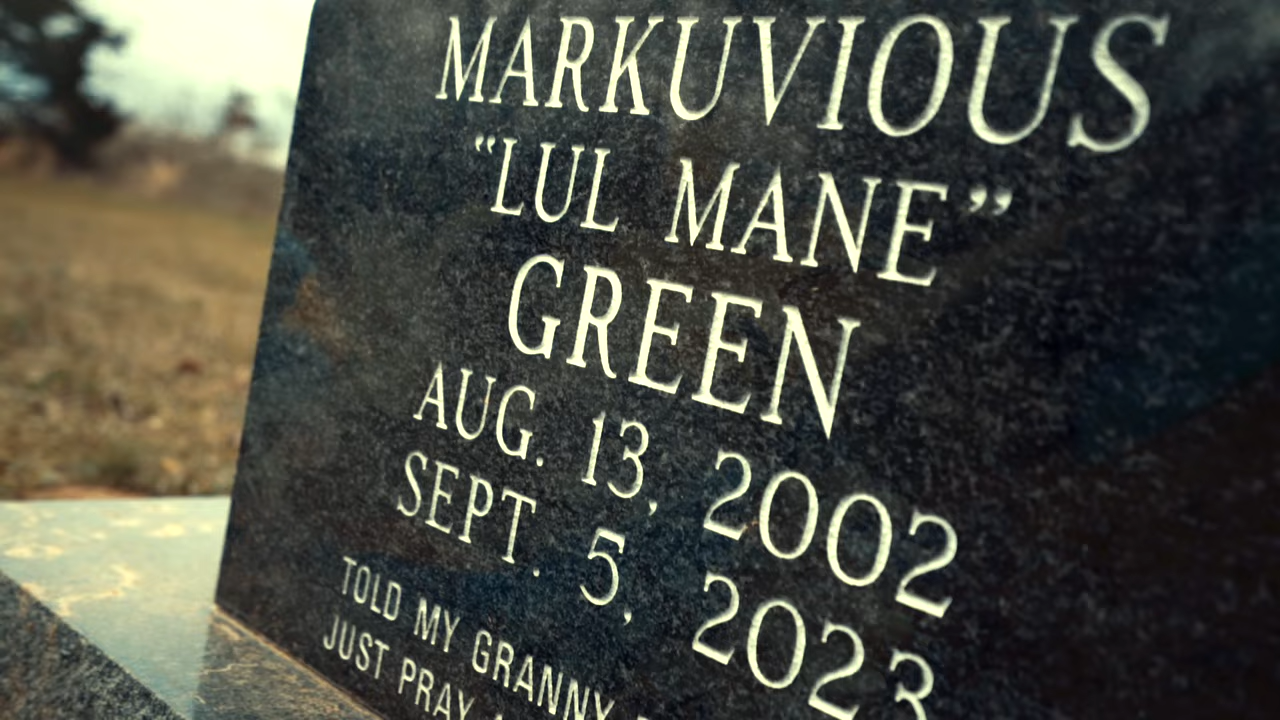 MARKUVIOUS
“LUL MANE”
GREEN
AUG. 13, 2002
SEPT. 5, 2023
TOLD MY GRANNY
JUST PRAY